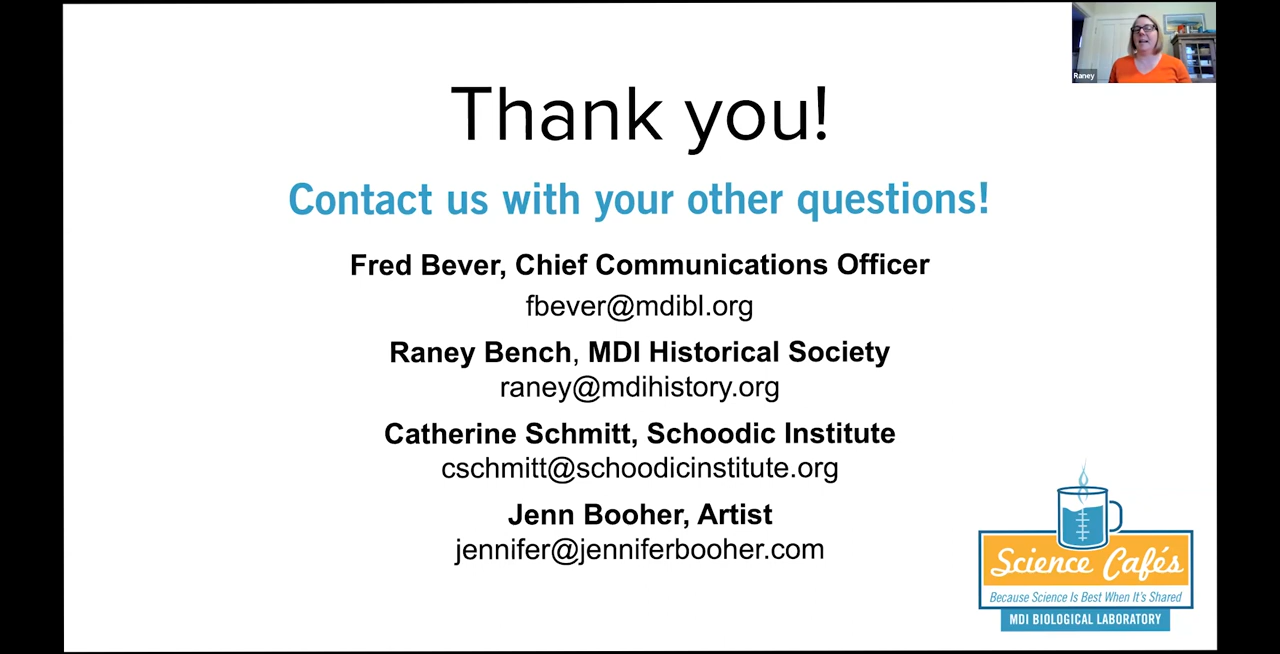 Raney
Thank you!
Contact us with your other questions!
Fred Bever, Chief Communications Officer
fbever@mdibl.org
Raney Bench, MDI Historical Society
raney@mdihistory.org
Catherine Schmitt, Schoodic Institute
cschmitt@schoodicinstitute.org
Jenn Booher, Artist
jennifer@jenniferbooher.com
Science Cafés
Because Science Is Best When It's Shared
MDI BIOLOGICAL LABORATORY